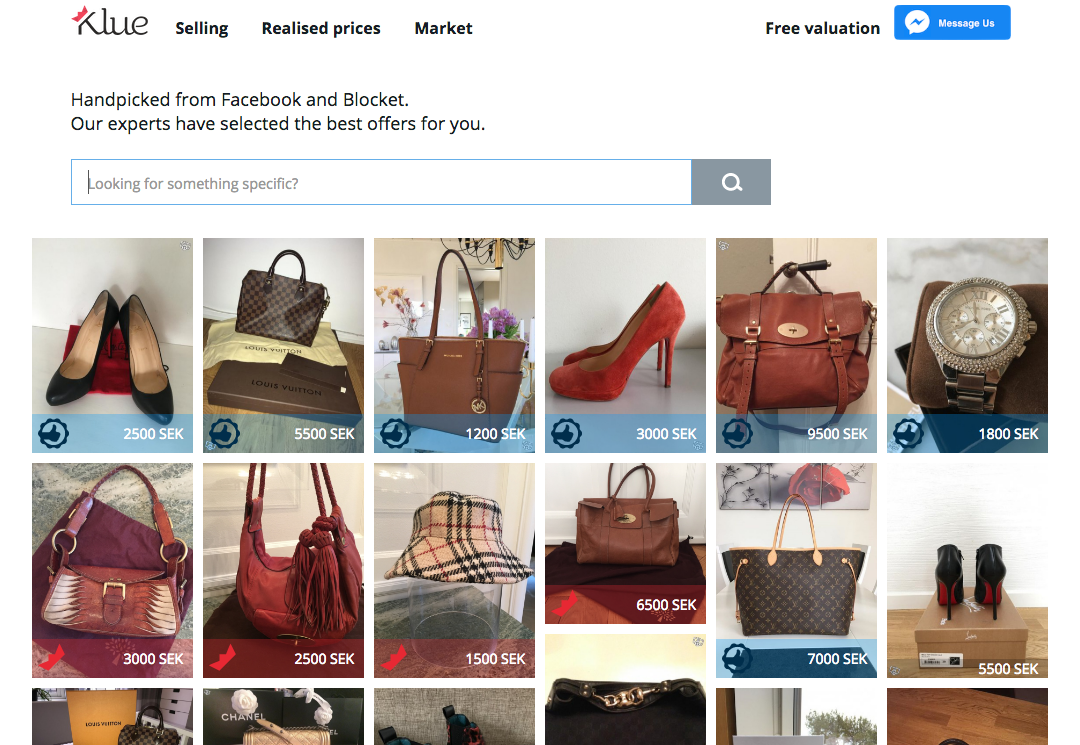 Klue
Selling
Realised prices
Market
Free valuation
Message Us
Handpicked from Facebook and Blocket.
Our experts have selected the best offers for you.
Looking for something specific?
LOUIS VUITTON
LOUIS VUITTON
MICHAEL KORS
MK
2500 SEK
5500 SEK
1200 SEK
3000 SEK
9500 SEK
1800 SEK
3000 SEK
2500 SEK
1500 SEK
6500 SEK
7000 SEK
5500 SEK
LOUIS VUITTON
CHANEL